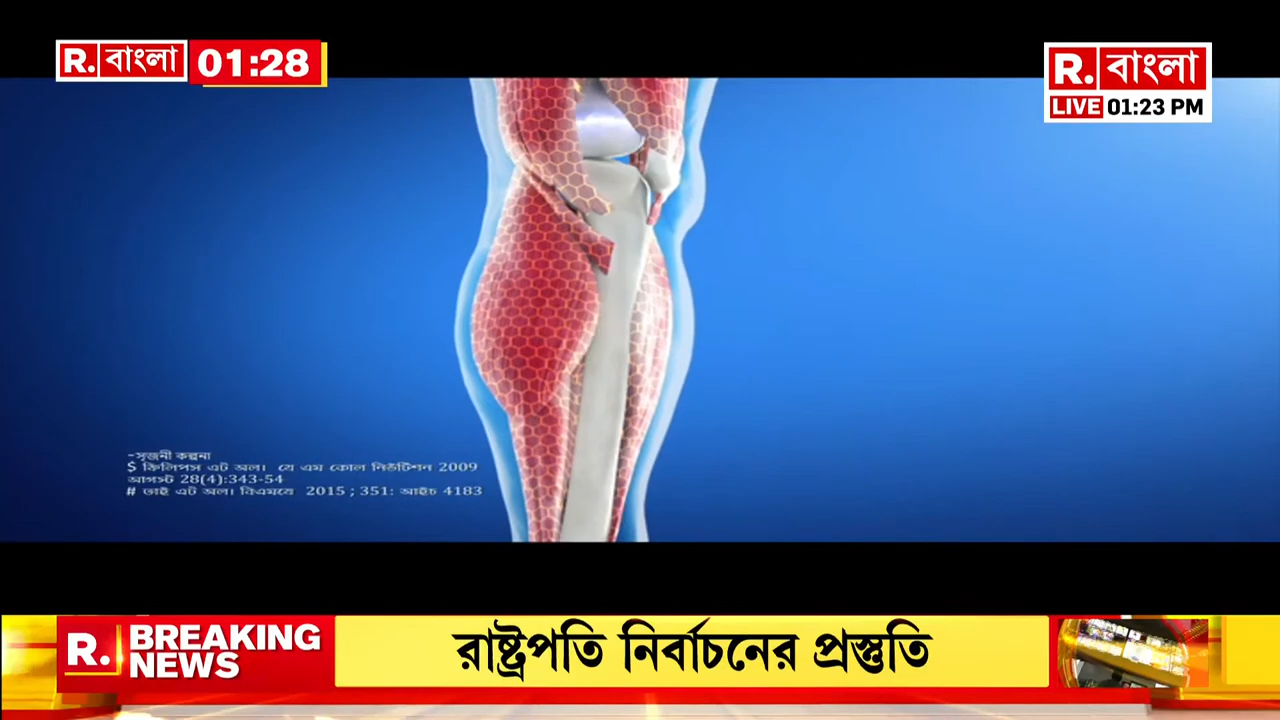 R. বাংলা 01:28
R. বাংলা
LIVE 01:23 PM
-সৃজনী কল্পনা
$ ফিলিপস এট অল। যে এম কোল নিউটিশন 2009
আগস্ট 28(4):343-54
# তাই এট অল। বিএমজে 2015 ; 351: আইচ 4183
R. BREAKING
NEWS
রাষ্ট্রপতি নির্বাচনের প্রস্তুতি